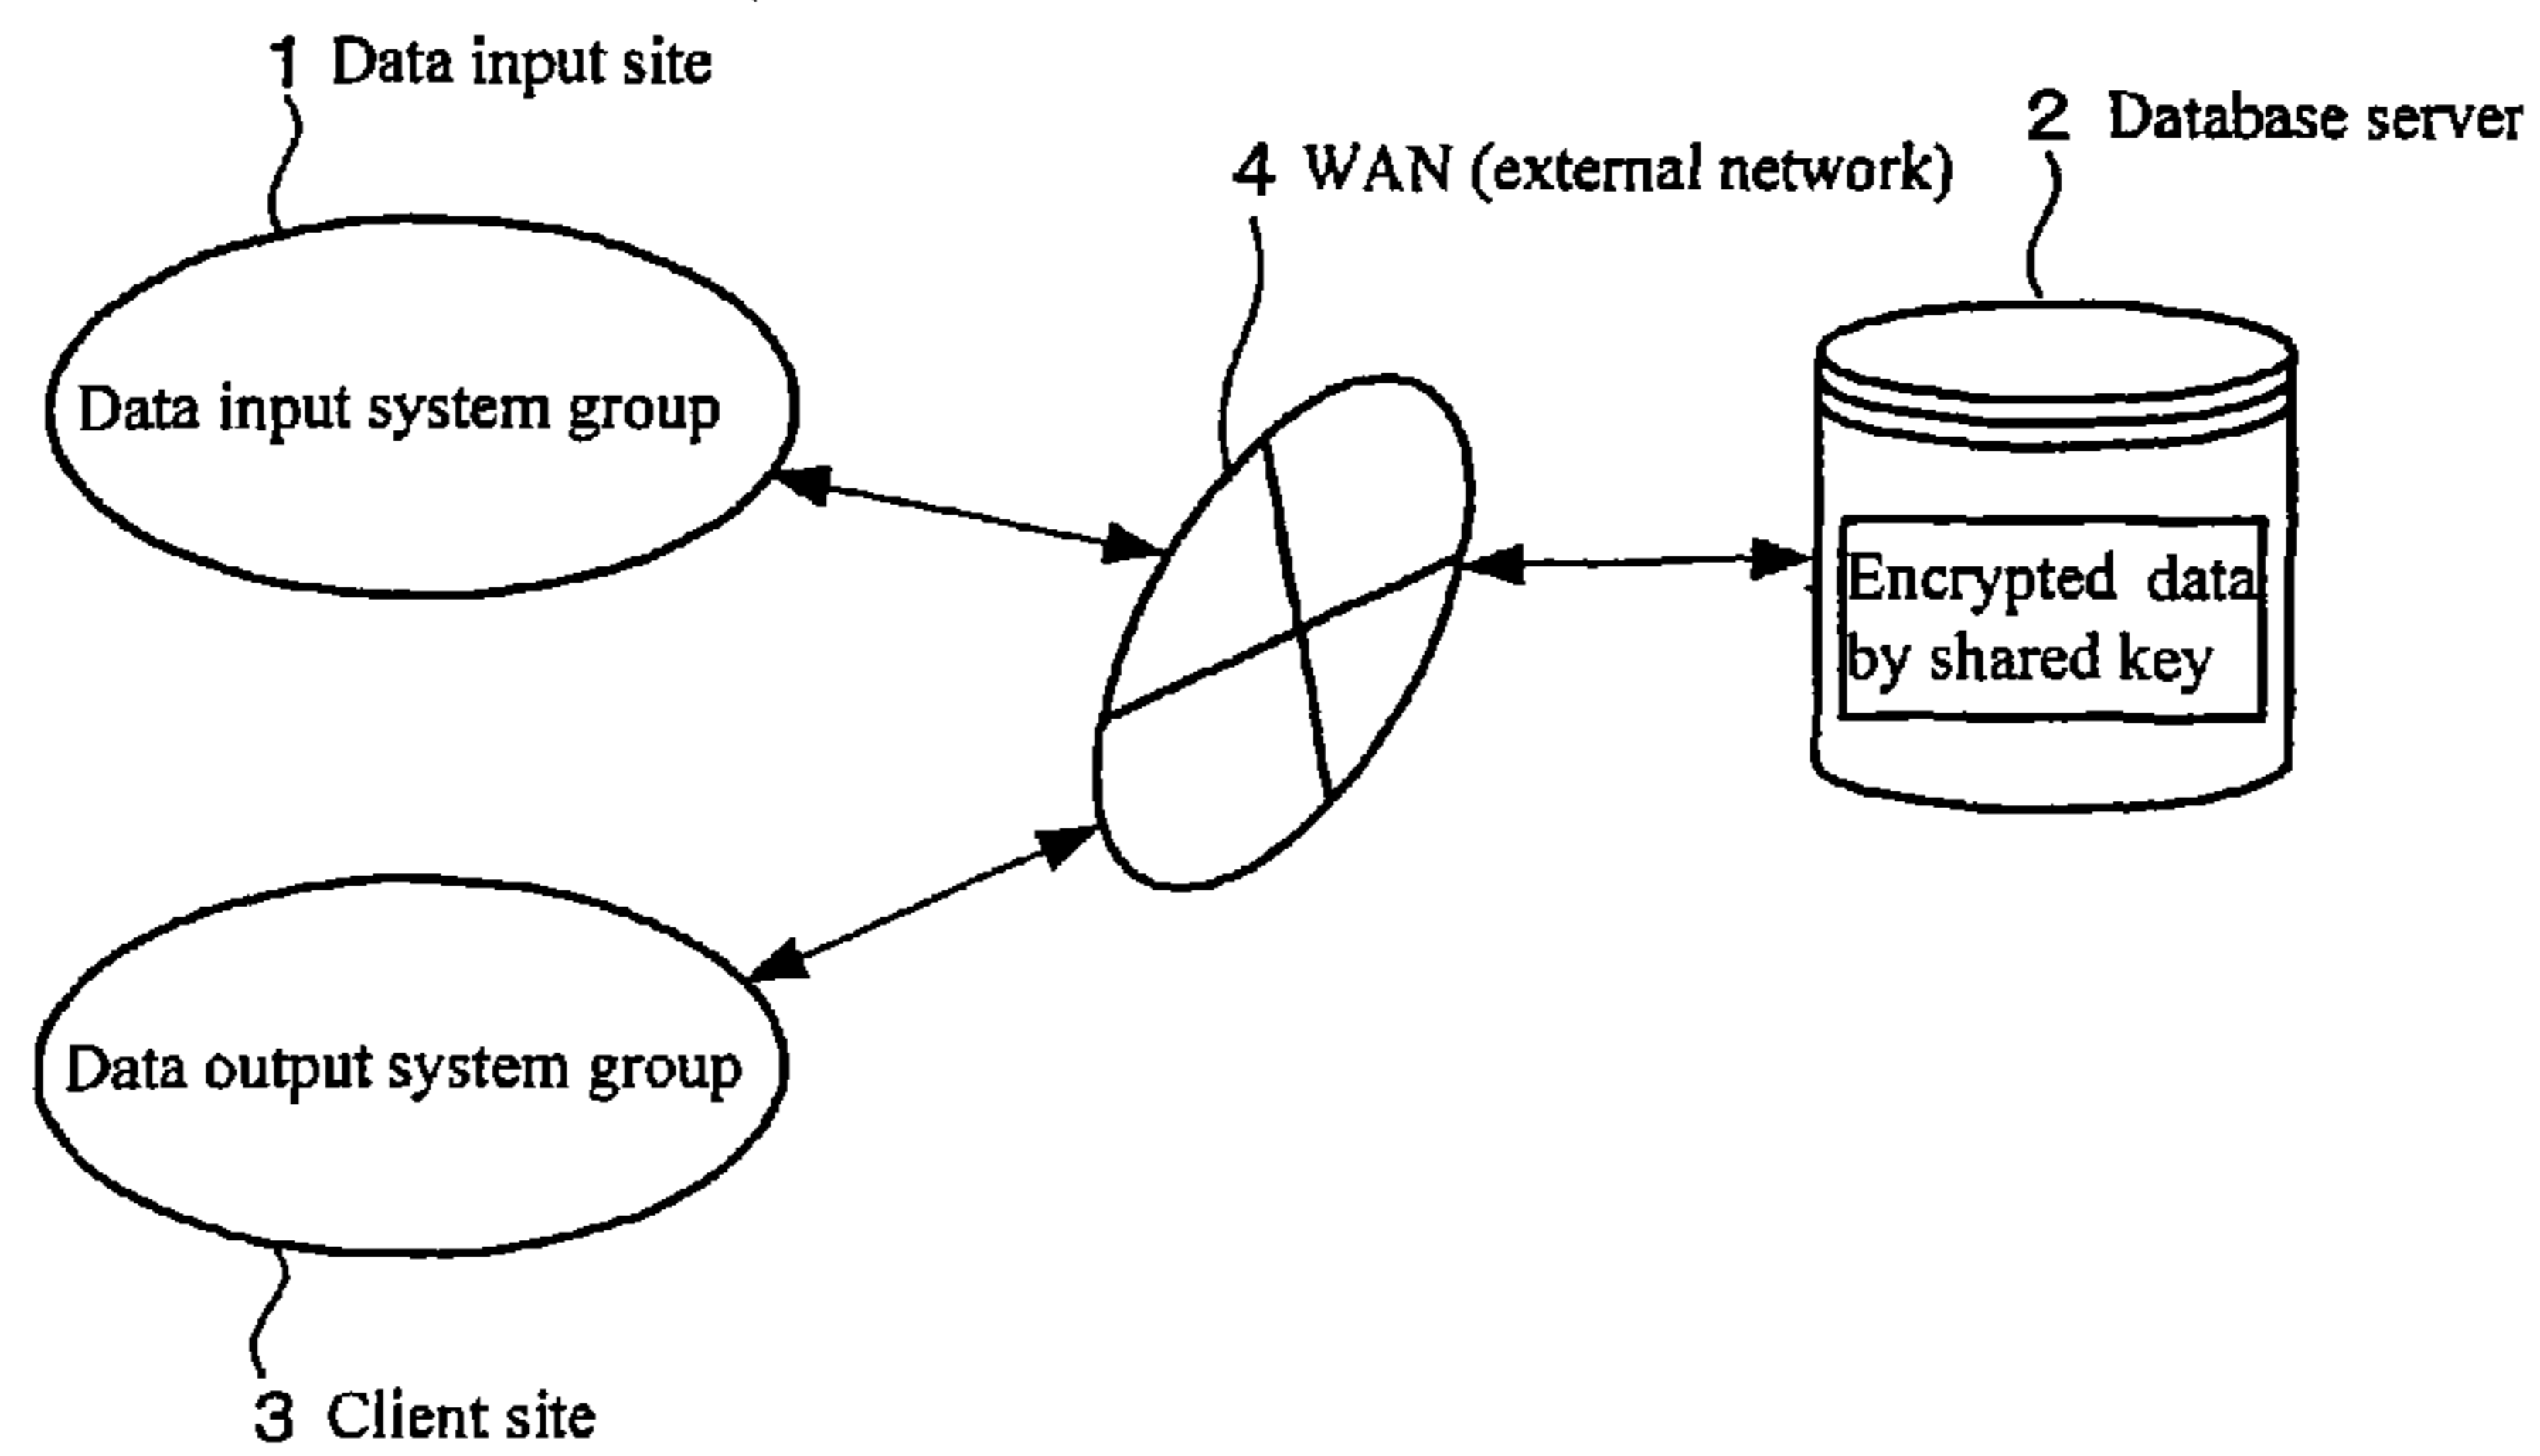 1 Data input site
2 Database server
4 WAN (external network)
Data input system group
Encrypted data
by shared key
Data output system group
3 Client site